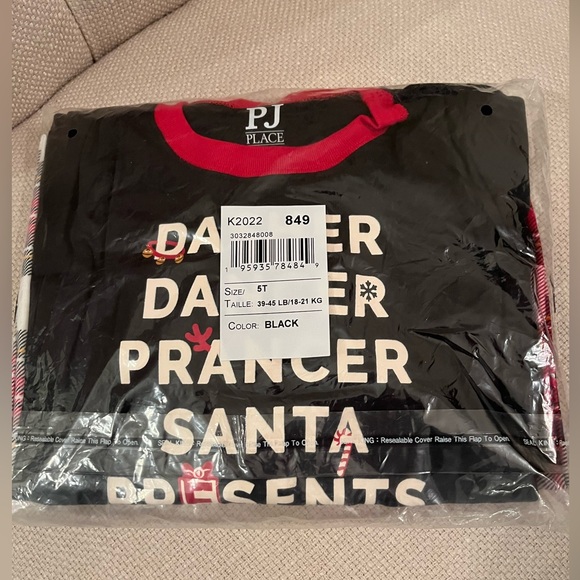 PJ
PLACE
K2022 849
3032848008
1 95935 78484 9
SIZE/ 5T
TAILLE: 39-45 LB/18-21 KG
COLOR: BLACK
PRANCER
SANTA
: Resealable Cover Raise This Flap To Open.
PRESENTS